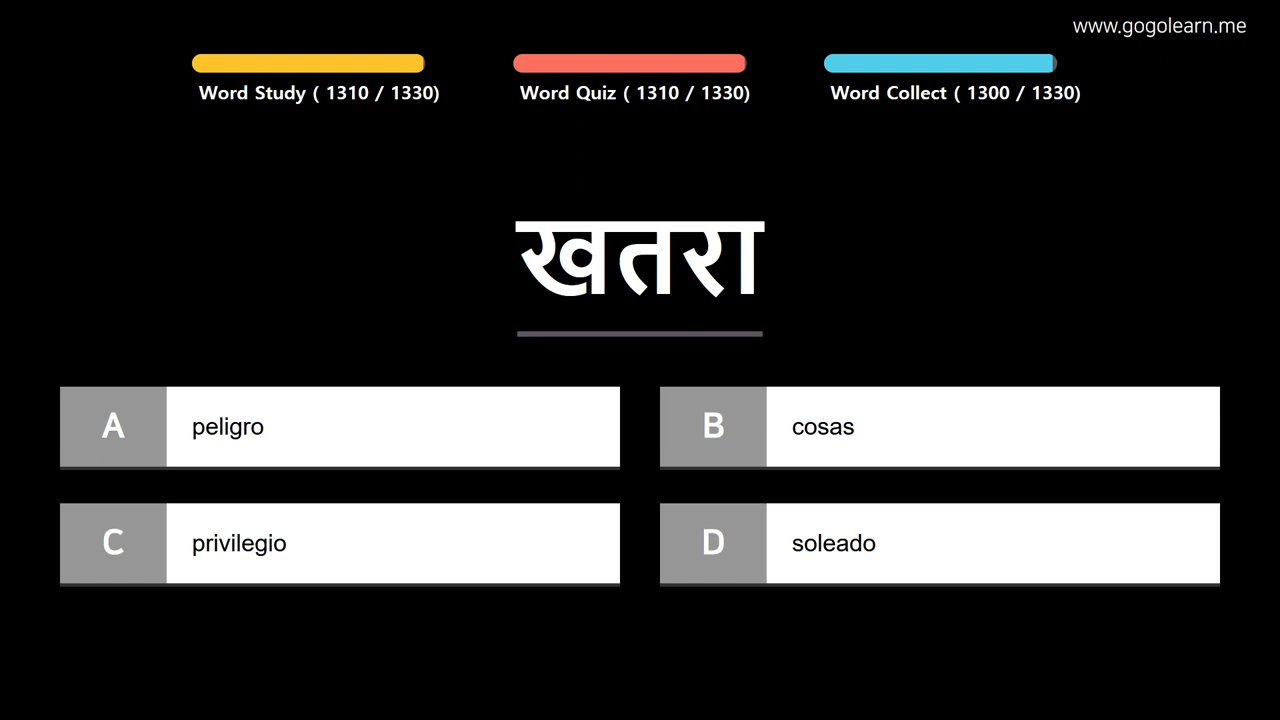 www.gogolearn.me
Word Study ( 1310 / 1330)
Word Quiz ( 1310 / 1330)
Word Collect ( 1300 / 1330)
खतरा
A peligro
B cosas
C privilegio
D soleado